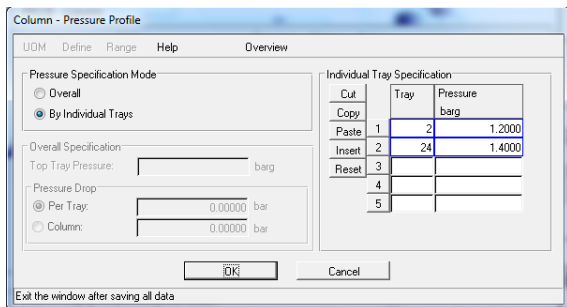 Column - Pressure Profile
UOM Define Range Help Overview
Pressure Specification Mode
Overall
By Individual Trays
Overall Specification
Top Tray Pressure: barg
Pressure Drop
Per Tray: 0.00000 bar
Column: 0.00000 bar
Individual Tray Specification
Cut
Copy
Paste
Insert
Reset
Tray Pressure
barg
1 2 1.2000
2 24 1.4000
3
4
5
OK Cancel
Exit the window after saving all data